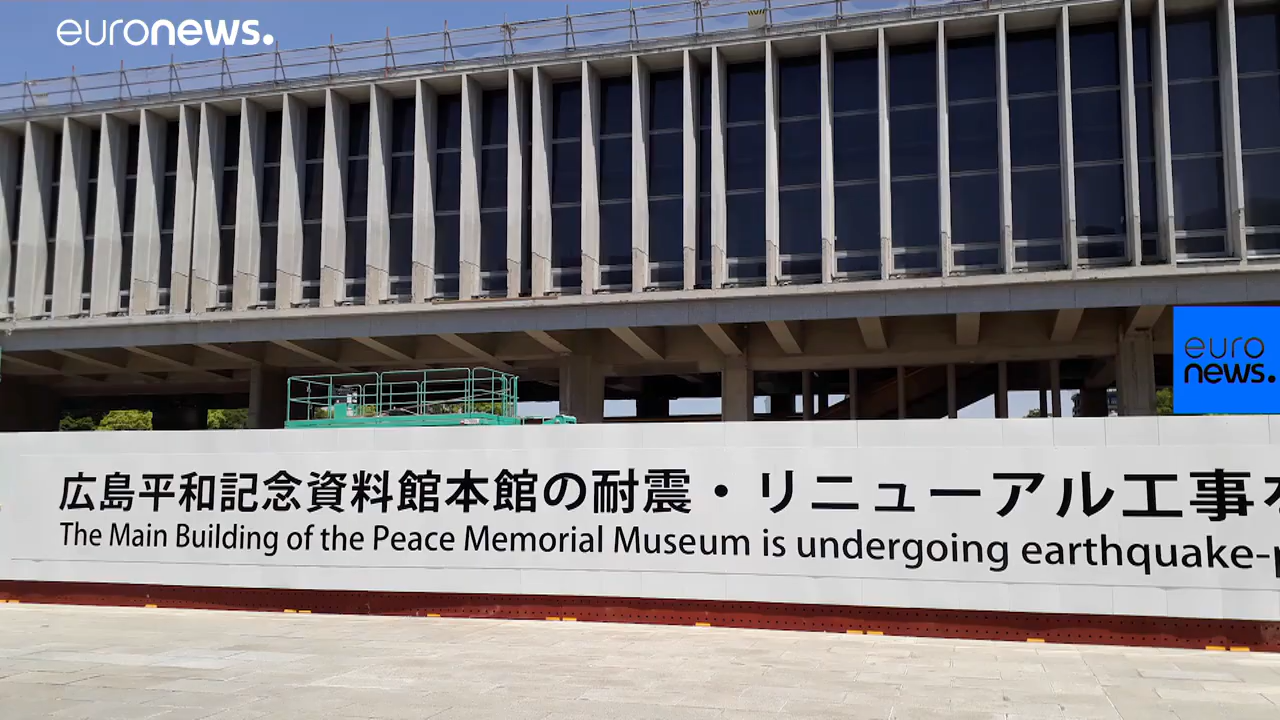 euronews.
euro
news.
広島平和記念資料館本館の耐震・リニューアル工事
The Main Building of the Peace Memorial Museum is undergoing earthquake-